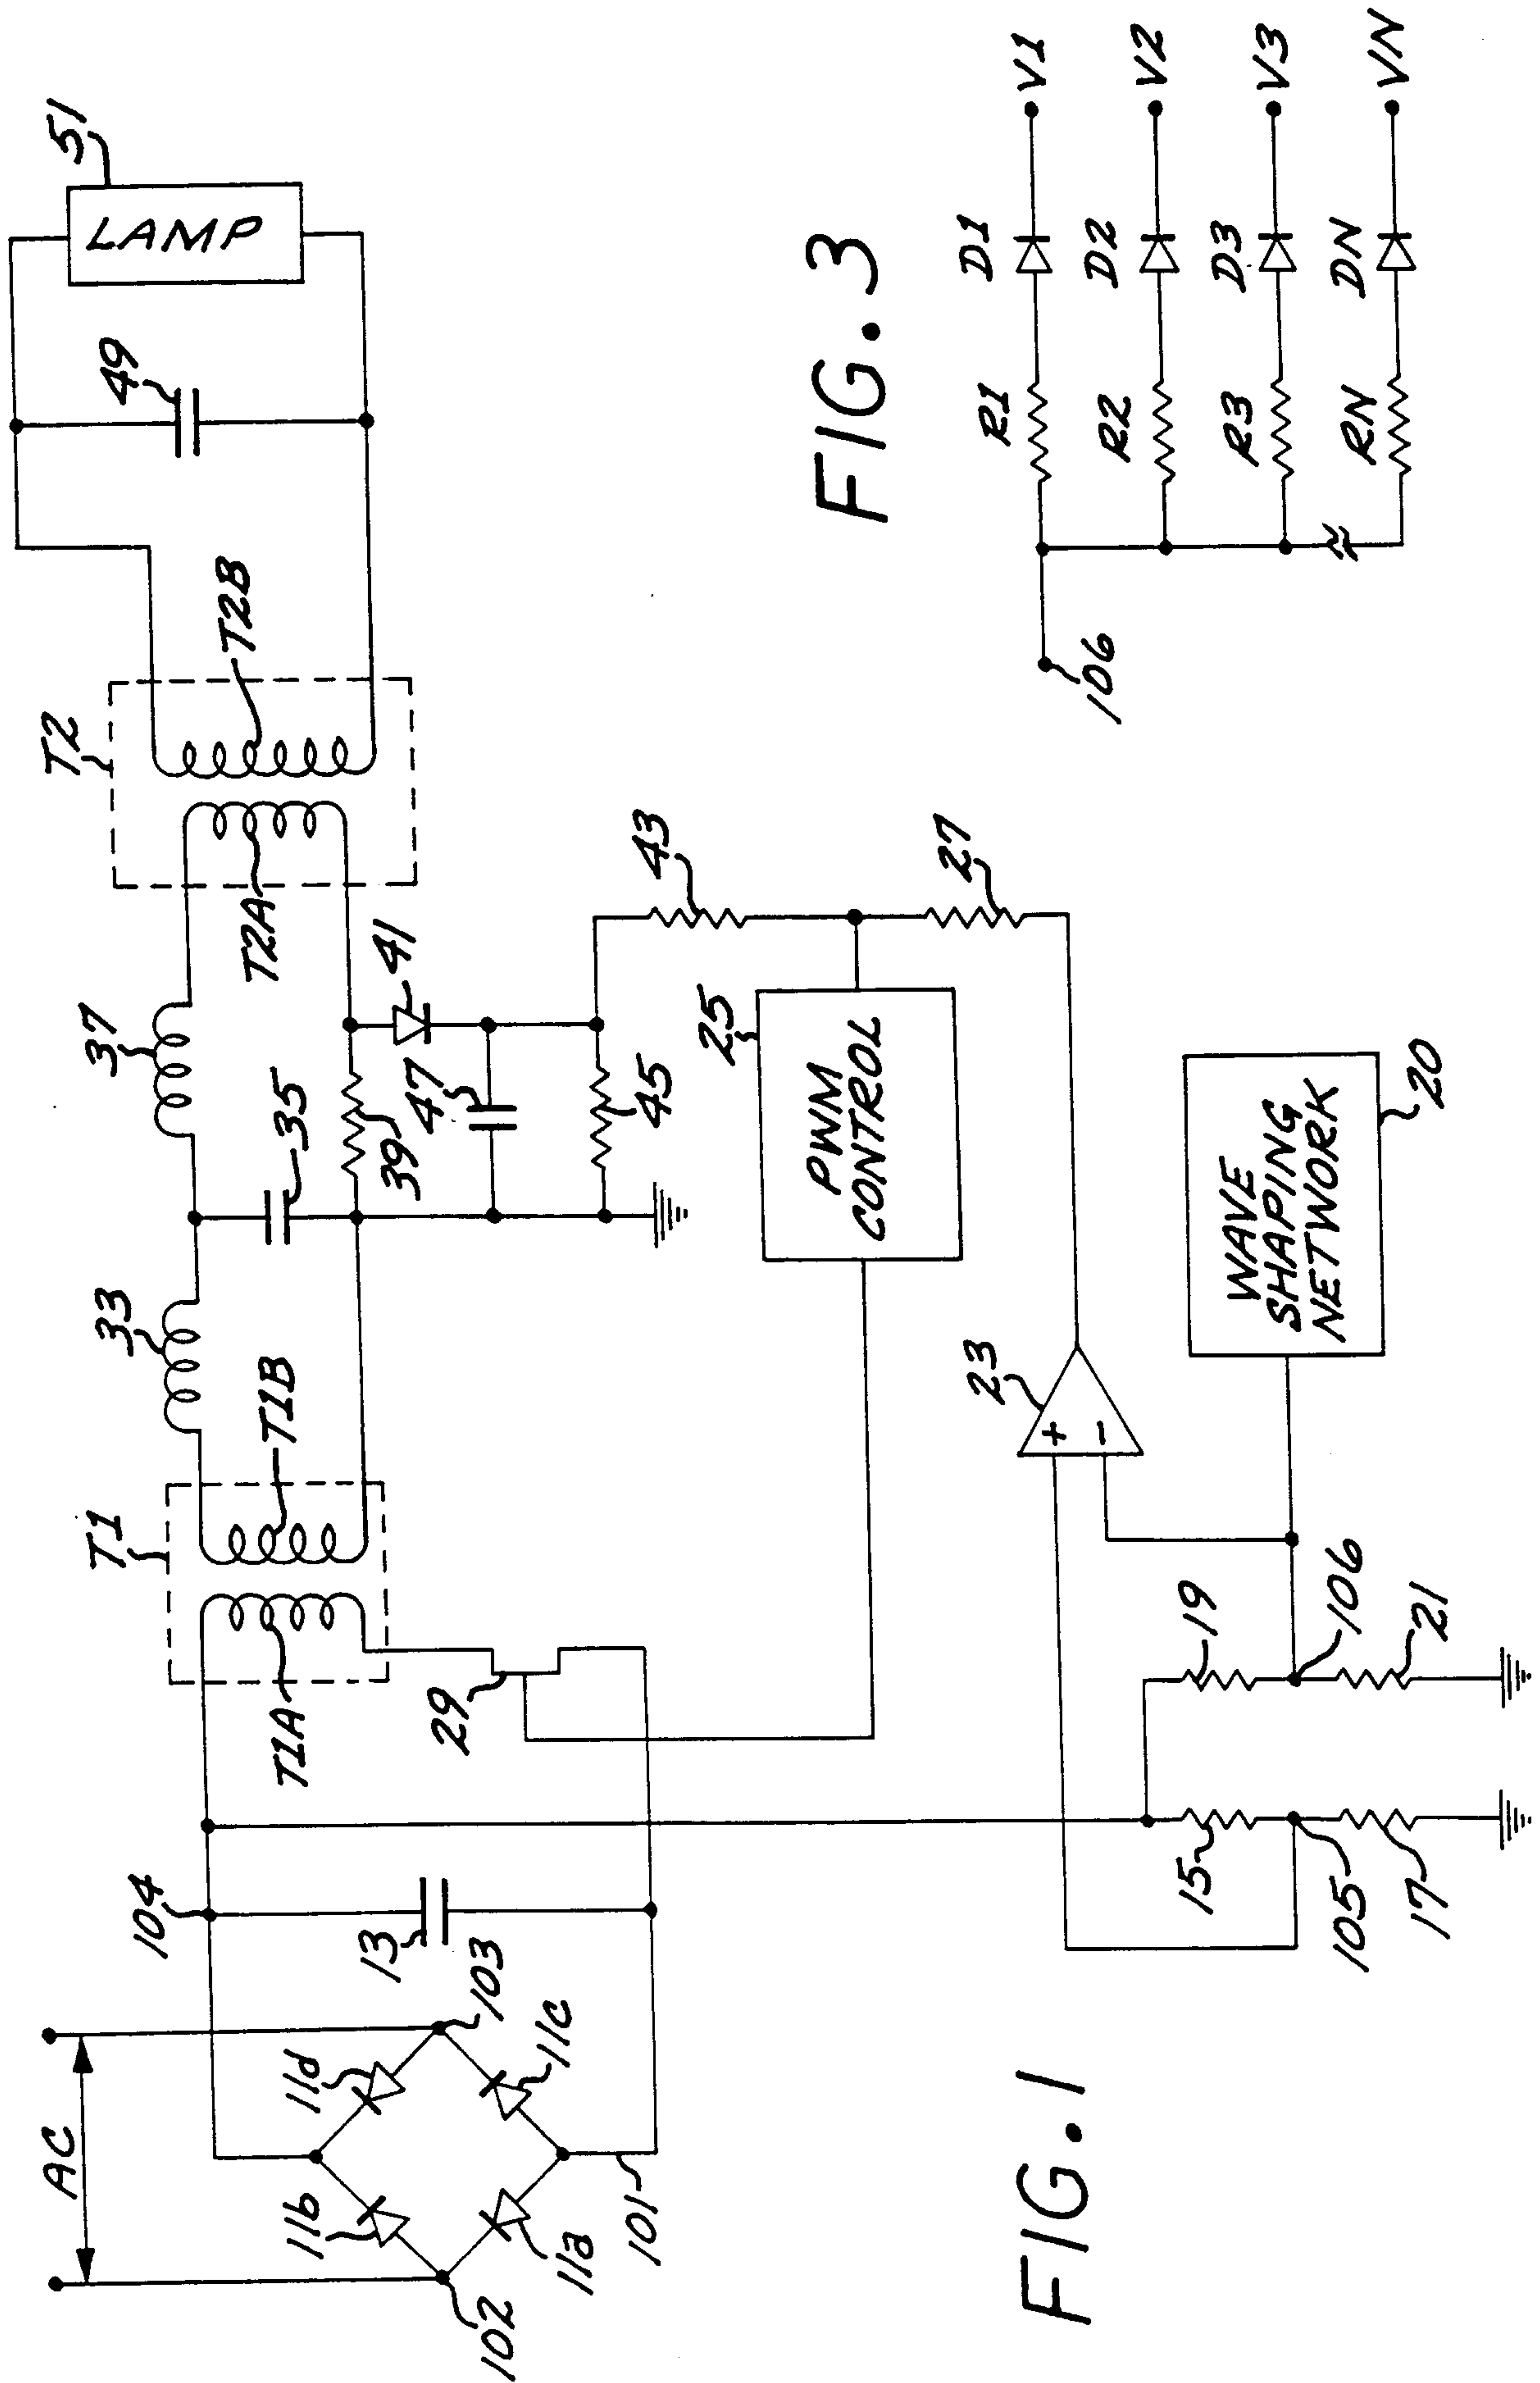 AC
102
103
104
101
11a
11b
11c
11d
13
T1
T1A
T1B
29
33
35
37
39
41
47
45
43
27
T2
T2A
T2B
49
51
LAMP
25
PWM
CONTROL
23
+
-
WAVE
SHAPING
NETWORK
20
15
17
19
21
105
106
FIG. 1
106
R1
D1
V1
R2
D2
V2
R3
D3
V3
RN
DN
VN
FIG. 3